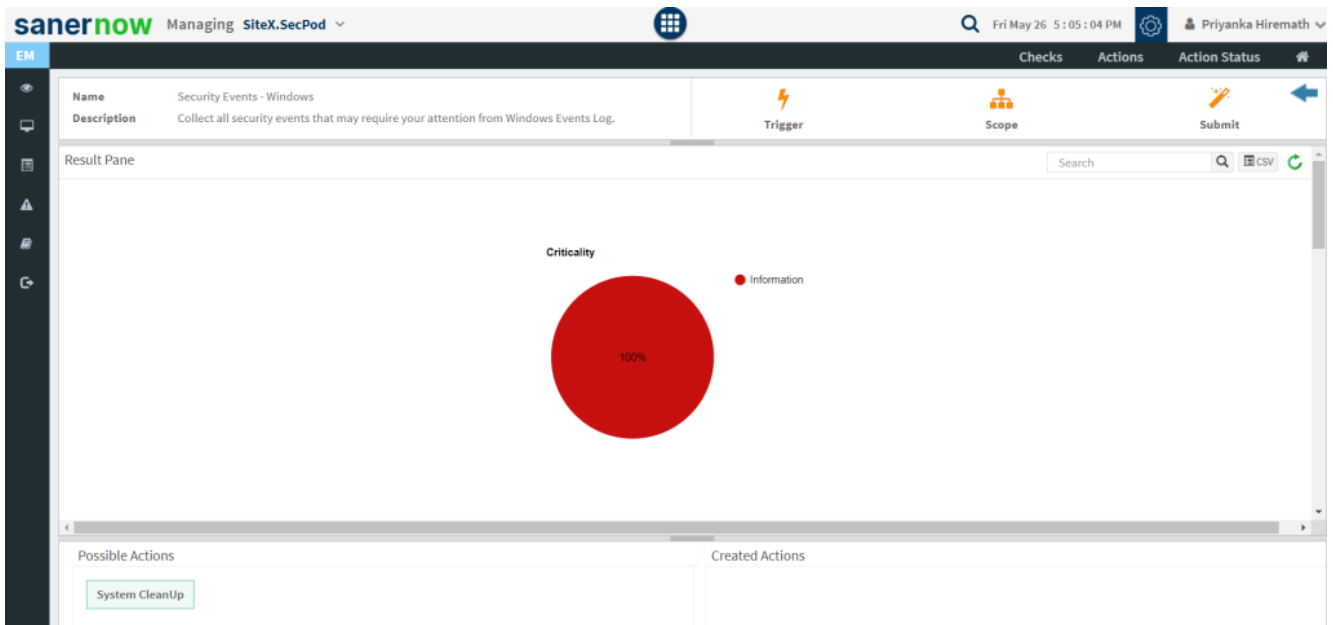 sanernow Managing SiteX.SecPod Fri May 26 5 : 05 : 04 PM Priyanka Hiremath
EM Checks Actions Action Status
Name Security Events - Windows
Description Collect all security events that may require your attention from Windows Events Log.
Trigger Scope Submit
Result Pane Search CSV
Criticality
Information
100%
Possible Actions Created Actions
System CleanUp